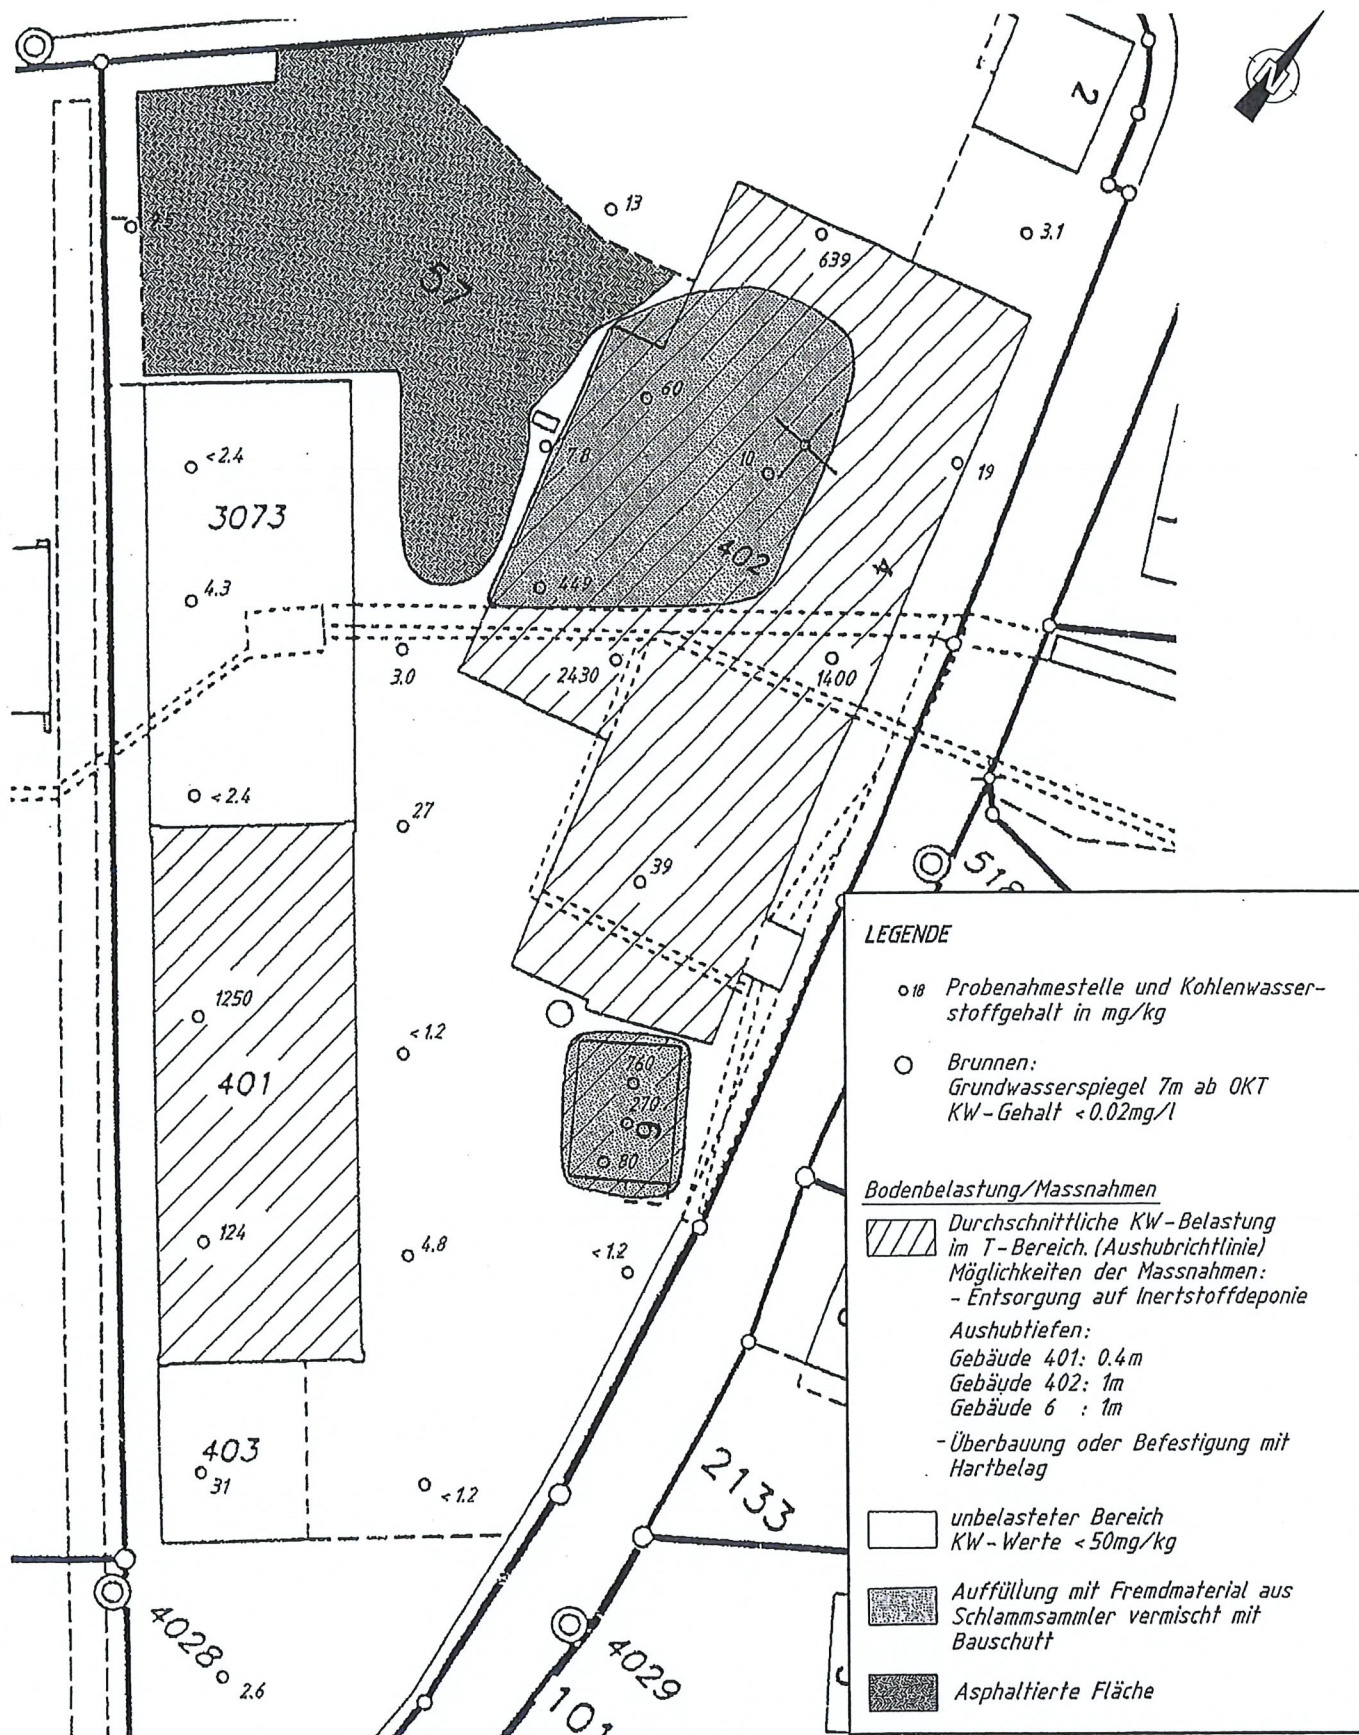 N
2
13
3.1
639
57
60
<2.4
7.8
10
19
3073
402
4
4.3
449
3.0
2430
1400
<2.4
27
39
1250
<1.2
401
760
270
6
80
124
4.8
<1.2
403
31
<1.2
2133
4028
2.6
4029
LEGENDE
18 Probenahmestelle und Kohlenwasser-
stoffgehalt in mg/kg
Brunnen:
Grundwasserspiegel 7m ab OKT
KW-Gehalt <0.02mg/l
Bodenbelastung/Massnahmen
Durchschnittliche KW-Belastung
im T-Bereich. (Aushubrichtlinie)
Möglichkeiten der Massnahmen:
- Entsorgung auf Inertstoffdeponie
Aushubtiefen:
Gebäude 401: 0.4m
Gebäude 402: 1m
Gebäude 6 : 1m
- Überbauung oder Befestigung mit
Hartbelag
unbelasteter Bereich
KW-Werte <50mg/kg
Auffüllung mit Fremdmaterial aus
Schlammsammler vermischt mit
Bauschutt
Asphaltierte Fläche